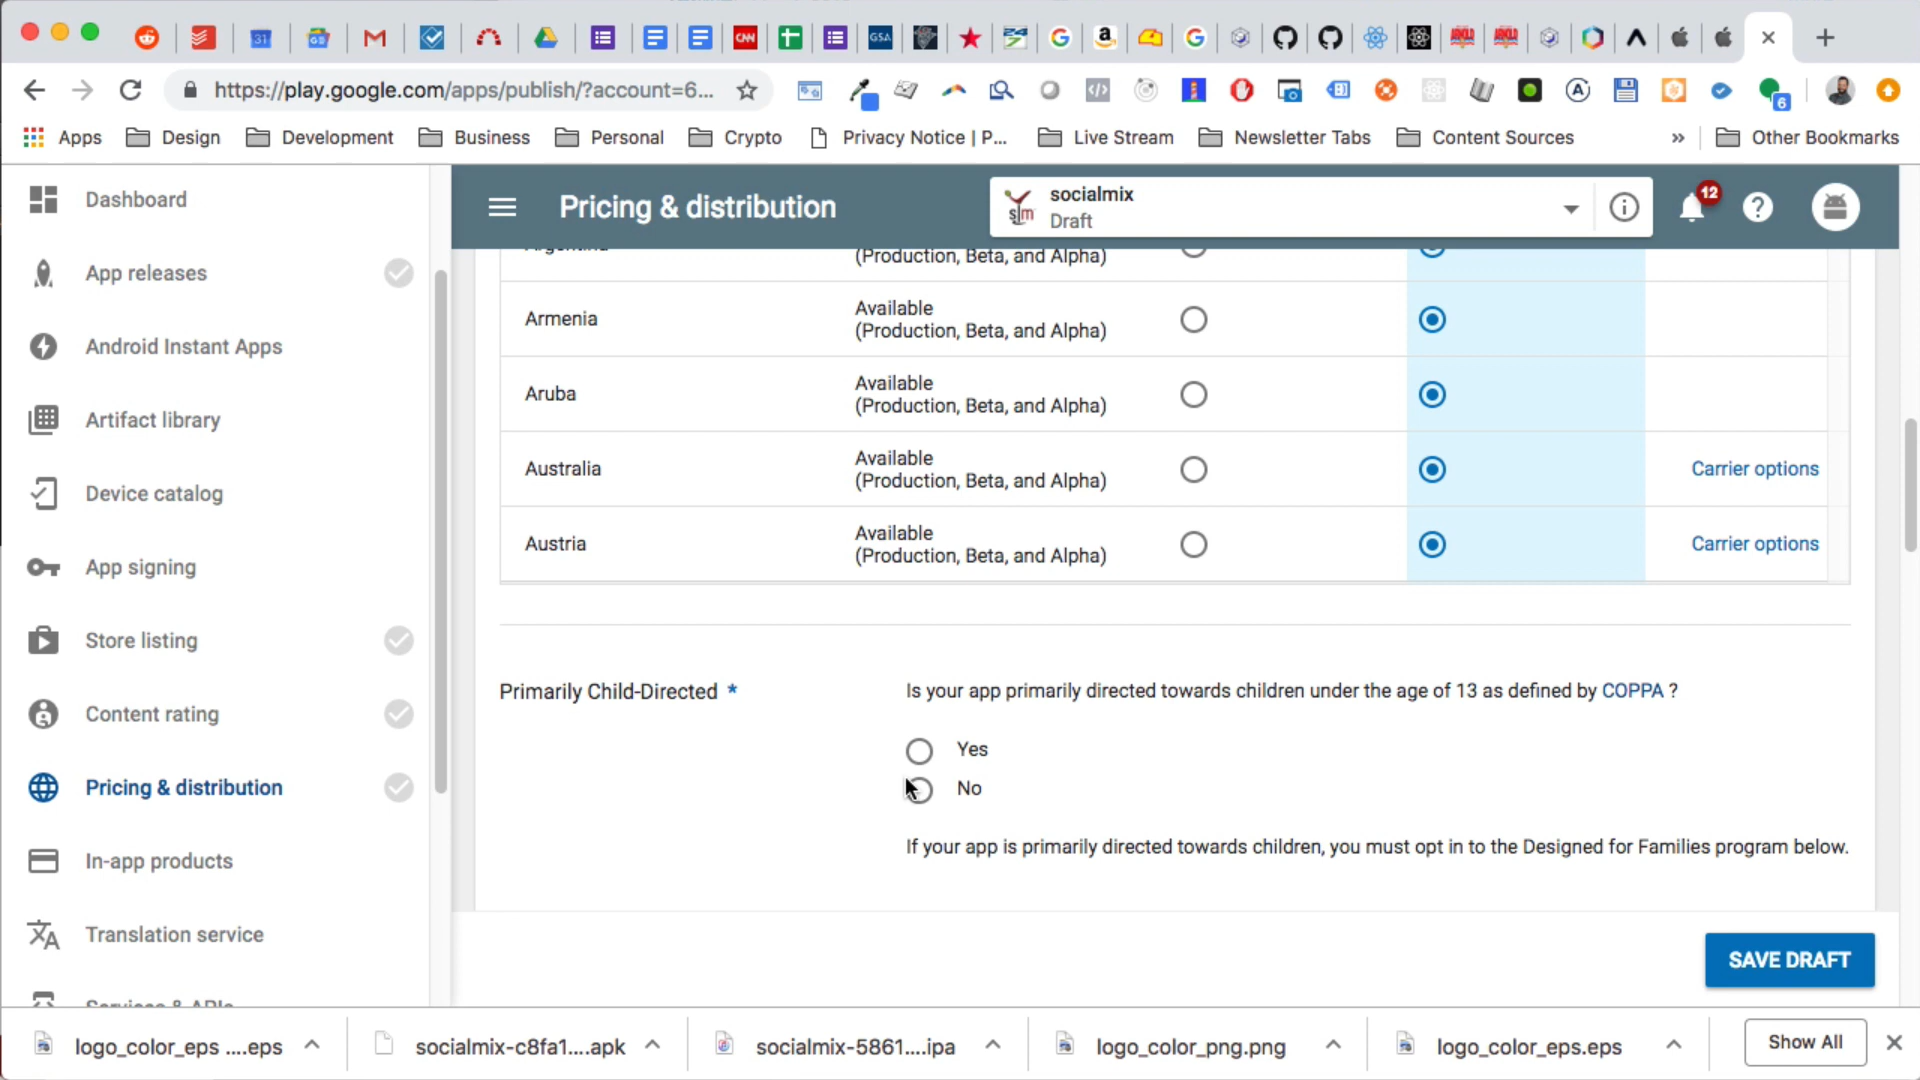 31
CNN
GSA
https://play.google.com/apps/publish/?account=6...
6
Apps
Design
Development
Business
Personal
Crypto
Privacy Notice | P...
Live Stream
Newsletter Tabs
Content Sources
»
Other Bookmarks
Dashboard
App releases
Android Instant Apps
Artifact library
Device catalog
App signing
Store listing
Content rating
Pricing & distribution
In-app products
Translation service
Services & APIs
Pricing & distribution
socialmix
Draft
12
Argentina
(Production, Beta, and Alpha)
Armenia
Available
(Production, Beta, and Alpha)
Aruba
Available
(Production, Beta, and Alpha)
Australia
Available
(Production, Beta, and Alpha)
Carrier options
Austria
Available
(Production, Beta, and Alpha)
Carrier options
Primarily Child-Directed *
Is your app primarily directed towards children under the age of 13 as defined by COPPA ?
Yes
No
If your app is primarily directed towards children, you must opt in to the Designed for Families program below.
SAVE DRAFT
logo_color_eps ....eps
socialmix-c8fa1....apk
socialmix-5861....ipa
logo_color_png.png
logo_color_eps.eps
Show All